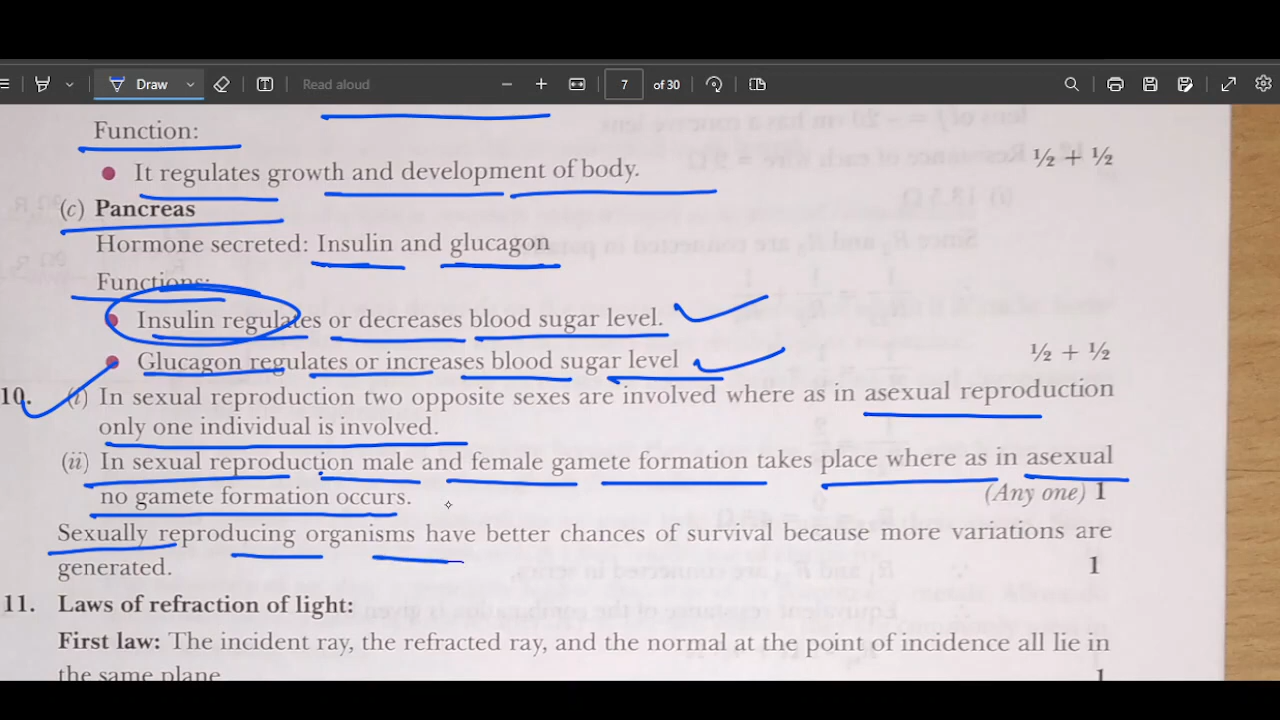 Draw
Read aloud
7 of 30
Function:
It regulates growth and development of body.
½ + ½
(c) Pancreas
Hormone secreted: Insulin and glucagon
Functions:
Insulin regulates or decreases blood sugar level.
Glucagon regulates or increases blood sugar level
½ + ½
10. (i) In sexual reproduction two opposite sexes are involved where as in asexual reproduction
only one individual is involved.
(ii) In sexual reproduction male and female gamete formation takes place where as in asexual
no gamete formation occurs.
(Any one) 1
Sexually reproducing organisms have better chances of survival because more variations are
generated.
1
11. Laws of refraction of light:
First law: The incident ray, the refracted ray, and the normal at the point of incidence all lie in
the same plane
1